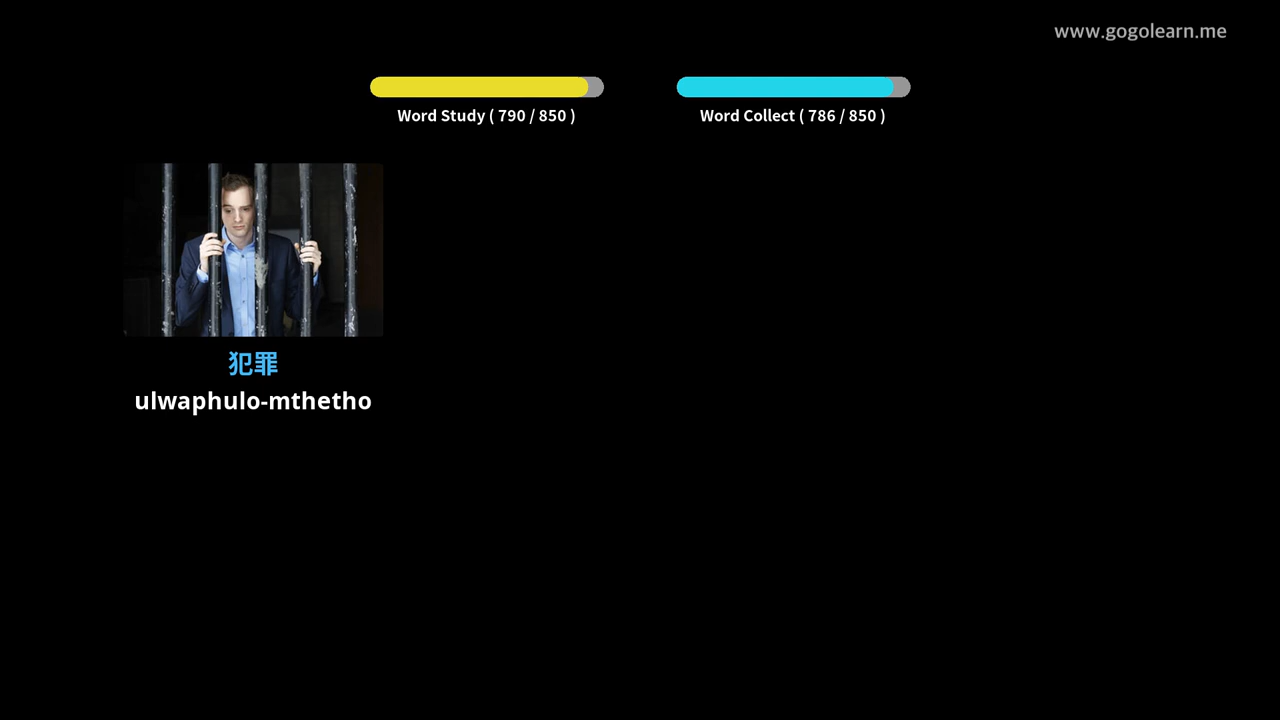 www.gogolearn.me
Word Study ( 790 / 850 )
Word Collect ( 786 / 850 )
犯罪
ulwaphulo-mthetho